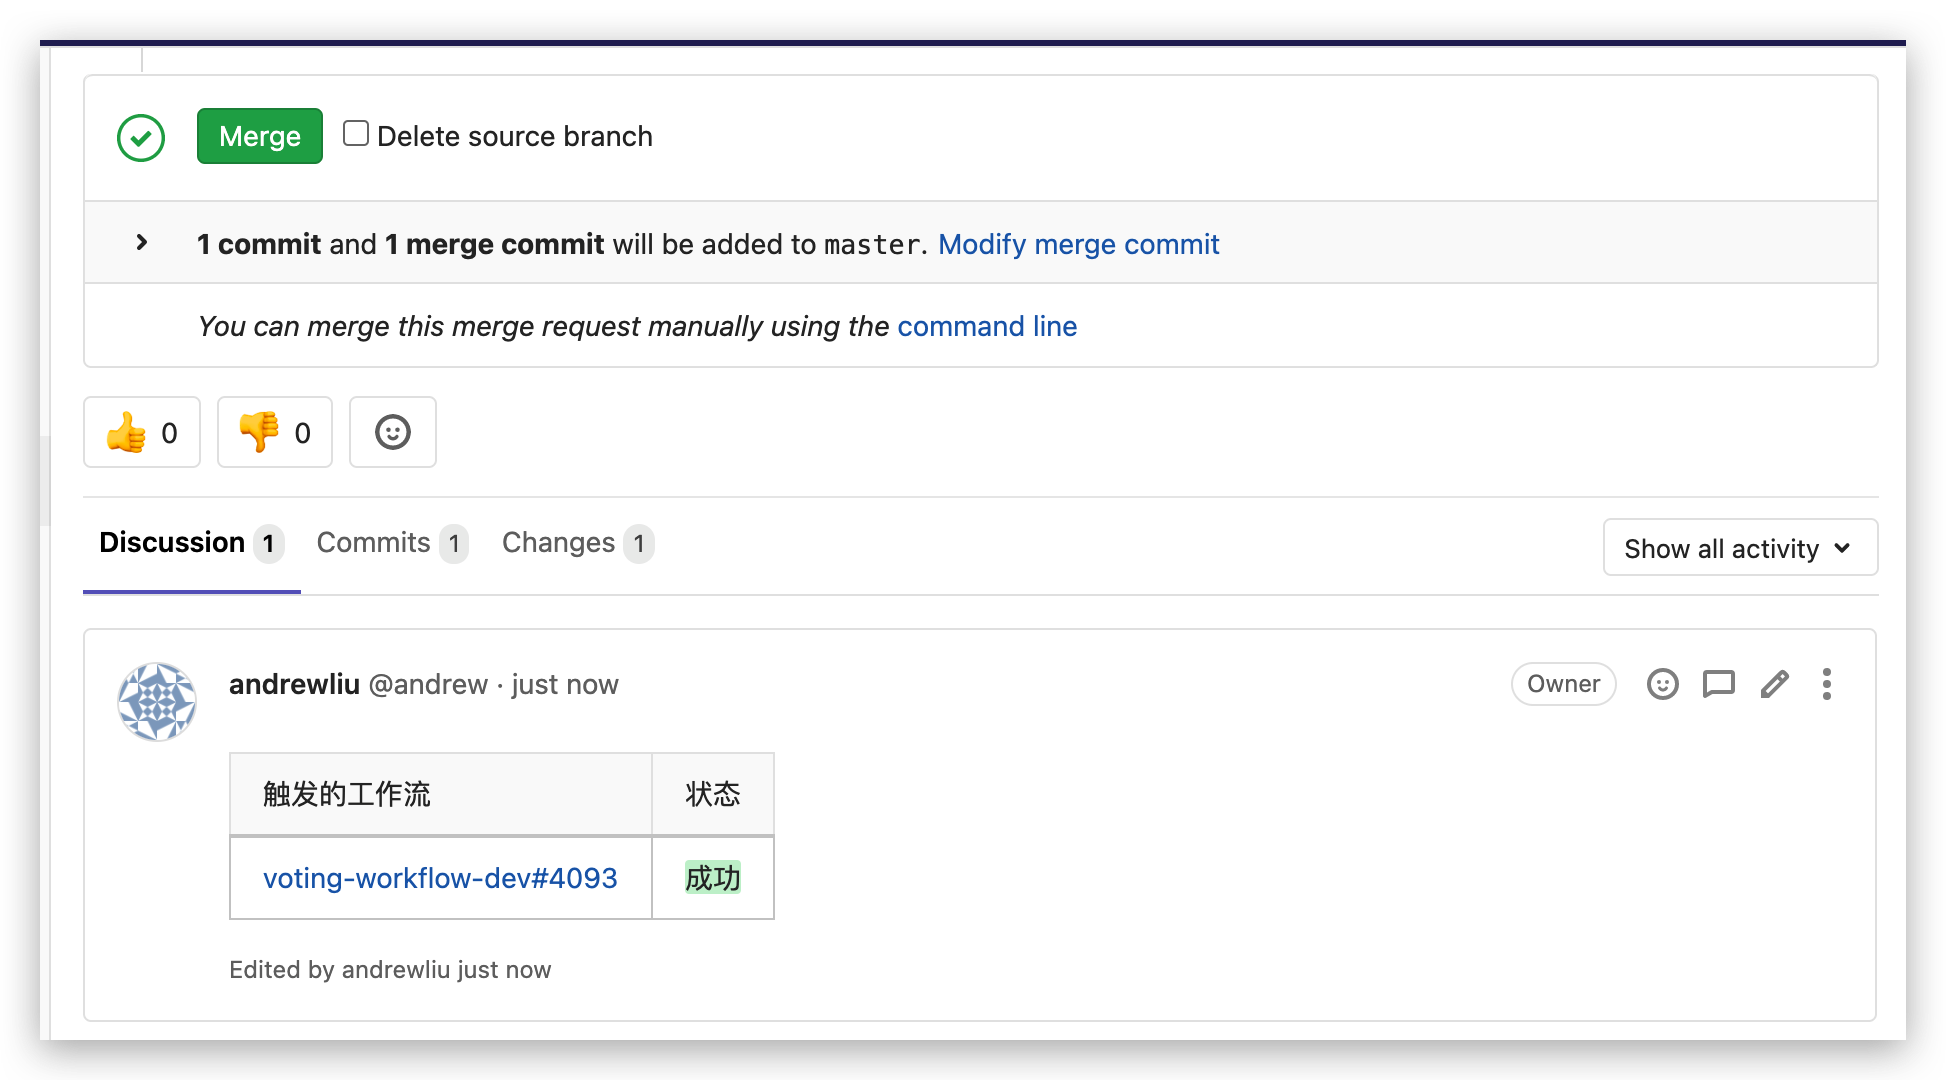 Merge Delete source branch
1 commit and 1 merge commit will be added to master. Modify merge commit
You can merge this merge request manually using the command line
0 0
Discussion 1 Commits 1 Changes 1 Show all activity
andrewliu @andrew · just now Owner
触发的工作流 状态
voting-workflow-dev#4093 成功
Edited by andrewliu just now